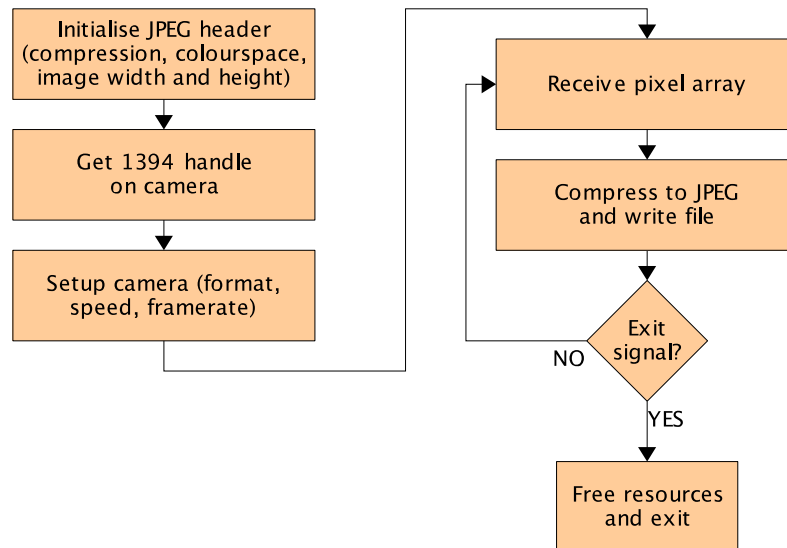 Initialise JPEG header
(compression, colourspace,
image width and height)
Get 1394 handle
on camera
Setup camera (format,
speed, framerate)
Receive pixel array
Compress to JPEG
and write file
Exit
signal?
NO
YES
Free resources
and exit